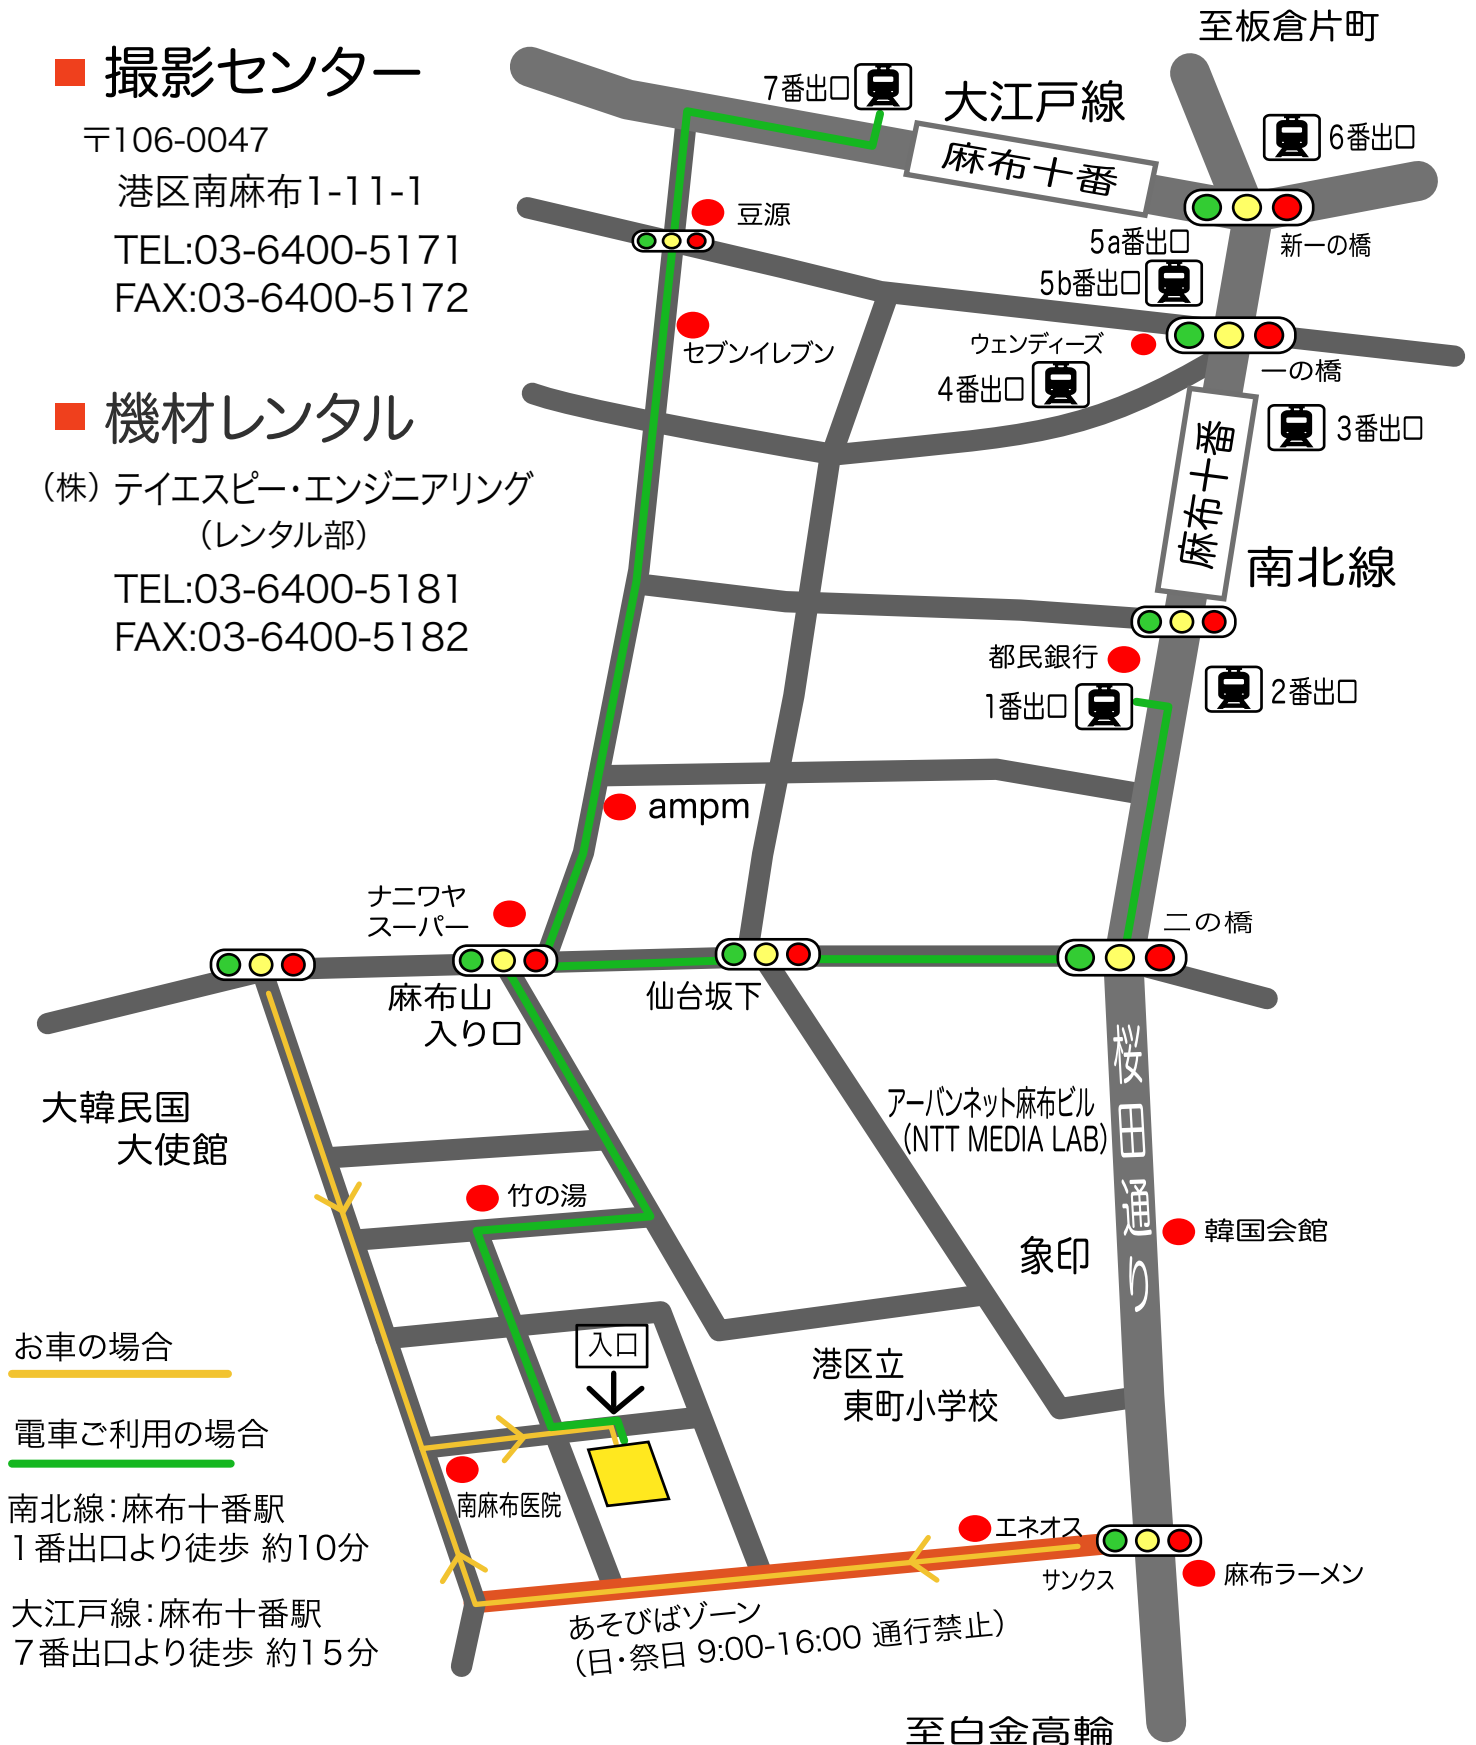 撮影センター
〒106-0047
港区南麻布1-11-1
TEL:03-6400-5171
FAX:03-6400-5172
機材レンタル
（株）テイエスピー・エンジニアリング
（レンタル部）
TEL:03-6400-5181
FAX:03-6400-5182
至板倉片町
7番出口
大江戸線
麻布十番
6番出口
豆源
5a番出口
新一の橋
5b番出口
セブンイレブン
ウェンディーズ
一の橋
4番出口
3番出口
麻布十番
南北線
都民銀行
1番出口
2番出口
ampm
ナニワヤ
スーパー
二の橋
麻布山
入り口
仙台坂下
桜田通り
大韓民国
大使館
アーバンネット麻布ビル
（NTT MEDIA LAB）
竹の湯
象印
韓国会館
入口
港区立
東町小学校
お車の場合
電車ご利用の場合
南北線：麻布十番駅
１番出口より徒歩 約10分
大江戸線：麻布十番駅
７番出口より徒歩 約15分
南麻布医院
エネオス
サンクス
麻布ラーメン
あそびばゾーン
（日・祭日 9:00-16:00 通行禁止）
至白金高輪